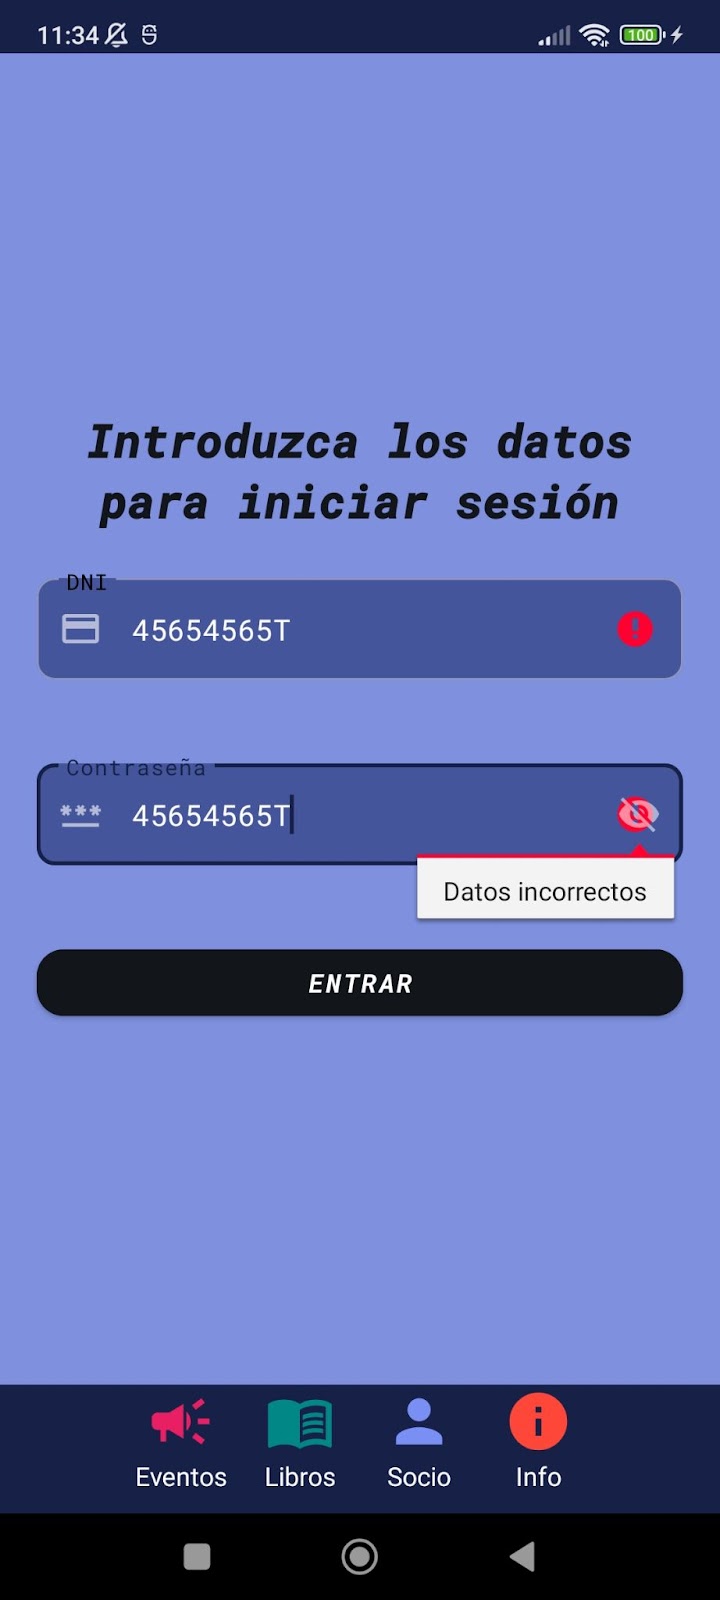 11:34
100
Introduzca los datos
para iniciar sesión
DNI
45654565T
Contraseña
***
45654565T
Datos incorrectos
ENTRAR
Eventos Libros Socio Info